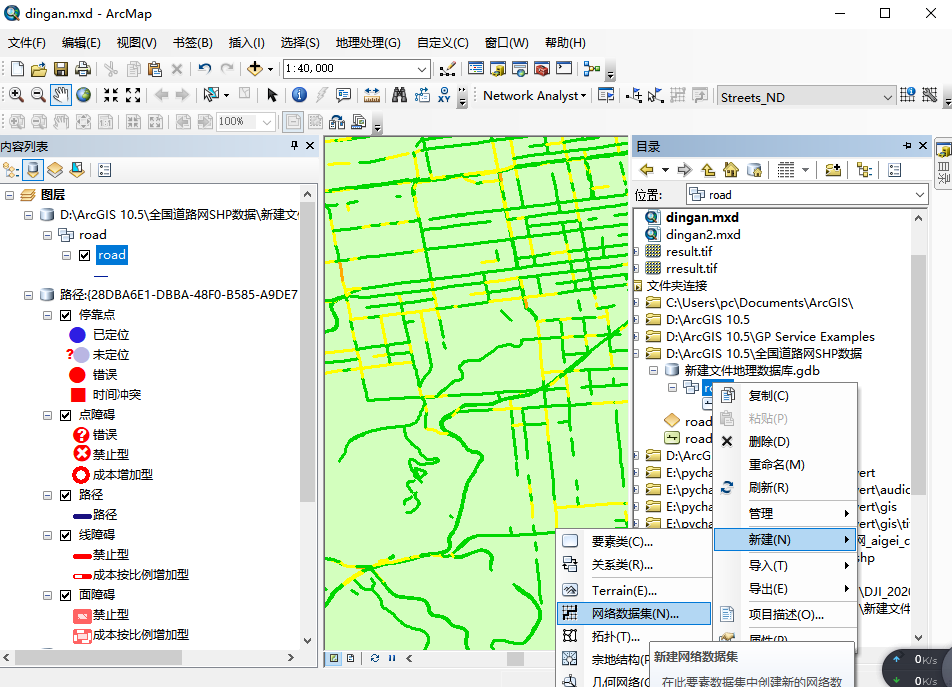 dingan.mxd - ArcMap
文件(F) 编辑(E) 视图(V) 书签(B) 插入(I) 选择(S) 地理处理(G) 自定义(C) 窗口(W) 帮助(H)
1:40,000
Network Analyst
Streets_ND
100%
内容列表
图层
D:\ArcGIS 10.5\全国道路网SHP数据\新建文
road
road
路径:{28DBA6E1-DBBA-48F0-B585-A9DE7
停靠点
已定位
未定位
错误
时间冲突
点障碍
错误
禁止型
成本增加型
路径
路径
线障碍
禁止型
成本按比例增加型
面障碍
禁止型
成本按比例增加型
目录
位置: road
dingan.mxd
dingan2.mxd
result.tif
rresult.tif
文件夹连接
C:\Users\pc\Documents\ArcGIS\
D:\ArcGIS 10.5
D:\ArcGIS 10.5\GP Service Examples
D:\ArcGIS 10.5\全国道路网SHP数据
新建文件地理数据库.gdb
road
road
D:\ArcG
E:\pycha
vert
E:\pycha
vert\audio
E:\pycha
vert\gis
E:\pycha
vert\gis\ti
网_aigei_c
shp
\DJI_202
\新建文件
复制(C)
粘贴(P)
删除(D)
重命名(M)
刷新(R)
管理
新建(N)
导入(T)
导出(E)
项目描述(O)...
属性(P)
要素类(C)...
关系类(R)...
Terrain(E)...
网络数据集(N)...
拓扑(T)...
宗地结构(
几何网络(
新建网络数据集
在此要素数据集中创建新的网络数
0K/s
0K/s